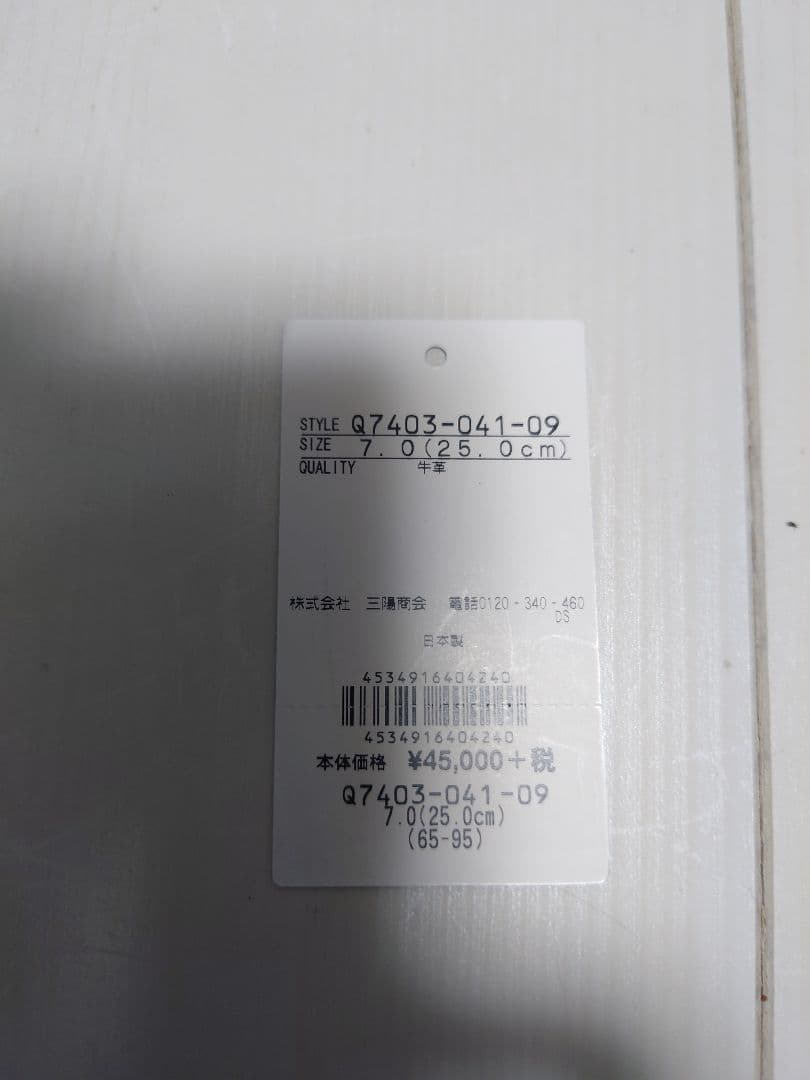 STYLE Q7403-041-09
SIZE 7.0(25.0cm)
QUALITY 牛革
株式会社 三陽商会 電話0120-340-460
DS
日本製
4534916404240
4534916404240
本体価格 ¥45,000+税
Q7403-041-09
7.0(25.0cm)
(65-95)